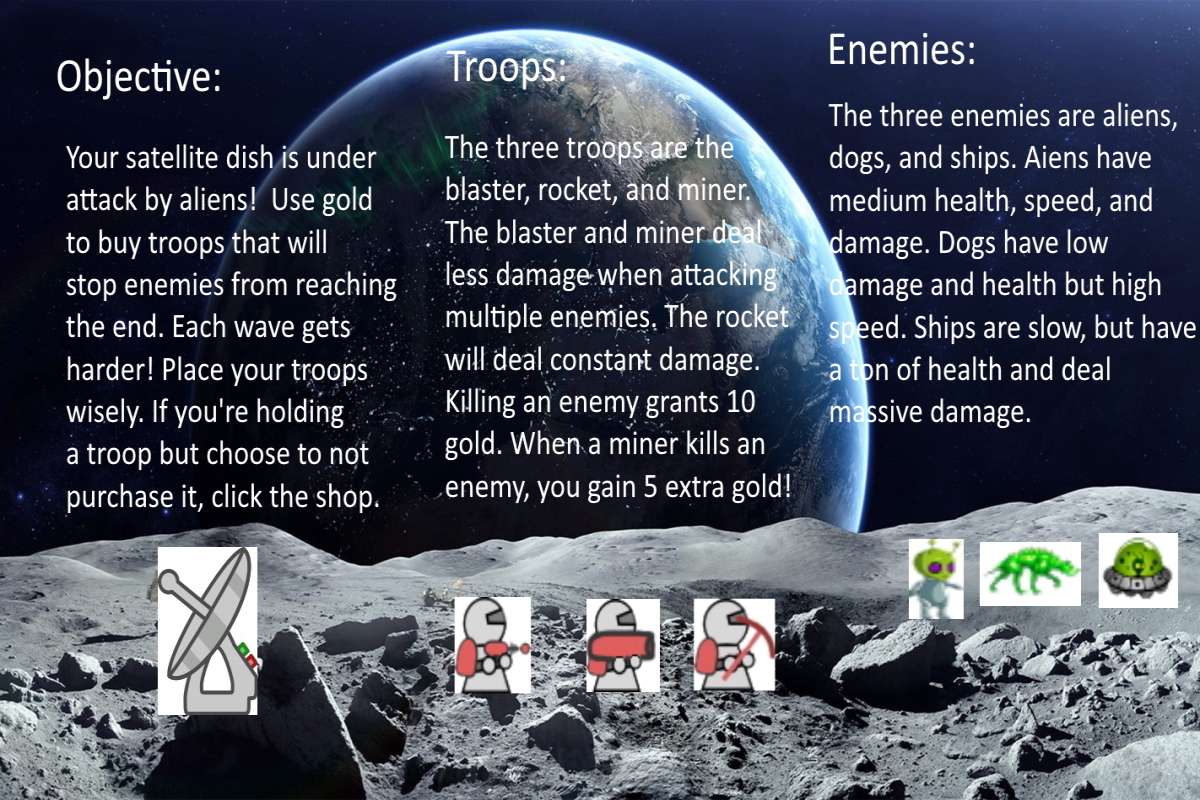 Objective:
Your satellite dish is under
attack by aliens!  Use gold
to buy troops that will
stop enemies from reaching
the end. Each wave gets
harder! Place your troops
wisely. If you're holding
a troop but choose to not
purchase it, click the shop.
Troops:
The three troops are the
blaster, rocket, and miner.
The blaster and miner deal
less damage when attacking
multiple enemies. The rocket
will deal constant damage.
Killing an enemy grants 10
gold. When a miner kills an
enemy, you gain 5 extra gold!
Enemies:
The three enemies are aliens,
dogs, and ships. Aiens have
medium health, speed, and
damage. Dogs have low
damage and health but high
speed. Ships are slow, but have
a ton of health and deal
massive damage.